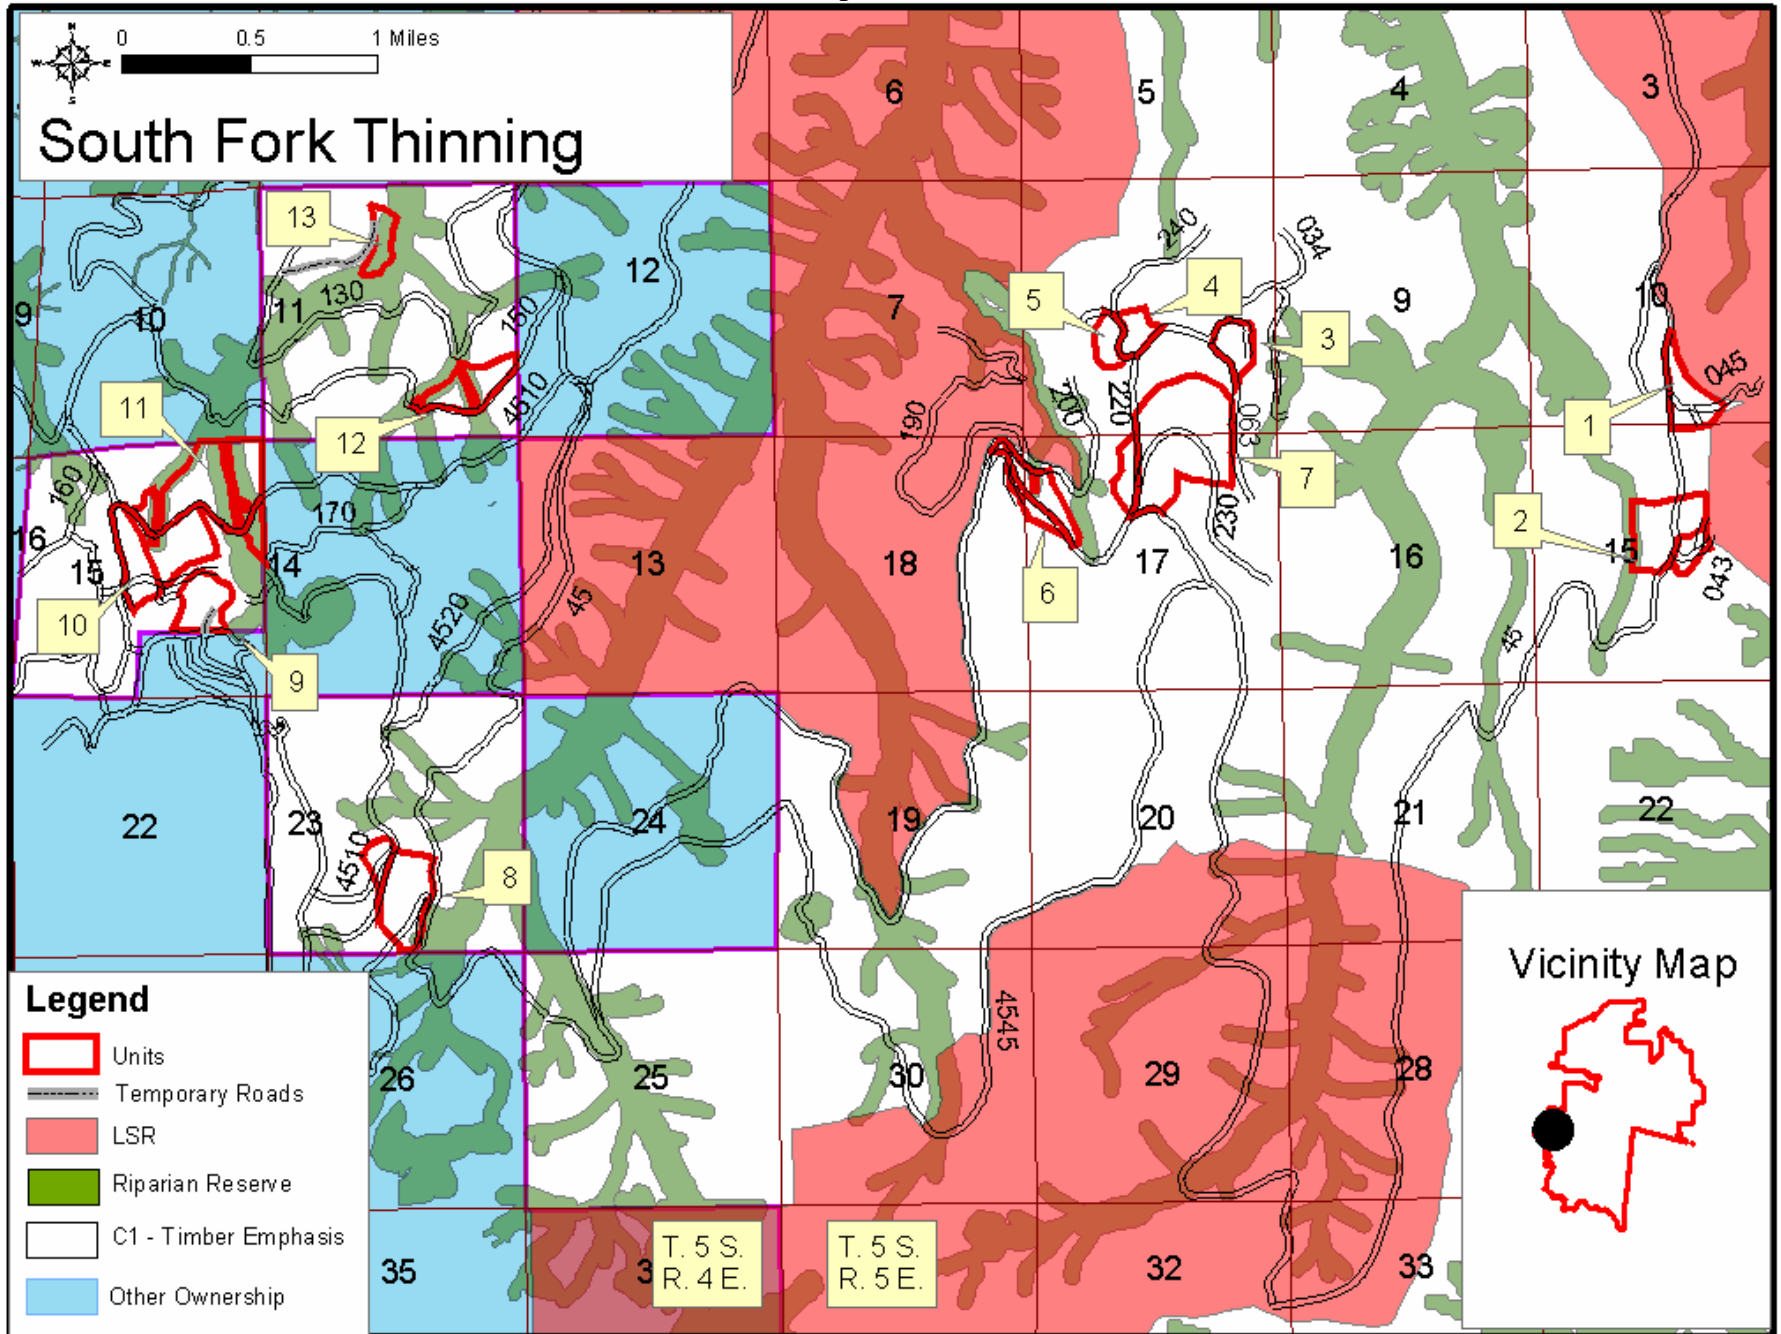 N
W E
S
0 0.5 1 Miles
South Fork Thinning
6 5 4 3
13
12
240
034
9 10 11 130 150 7 5 4 9 10
3
045
11 12 4510 190 200 220 063 1
160 7
16 170 230 2
15 14 13 18 17 16 15
6 043
10 4520 45 45
9
22 23 24 19 20 21 22
4510
8
4545
Legend
Units
Temporary Roads
LSR
Riparian Reserve
C1 - Timber Emphasis
Other Ownership
26 25 30 29 28
35 3 32 33
T. 5 S.
R. 4 E.
T. 5 S.
R. 5 E.
Vicinity Map